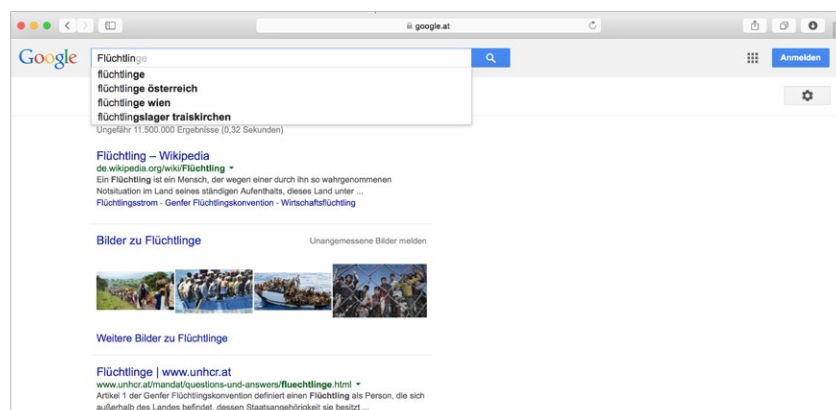 google.at
Google
Flüchtlinge
Anmelden
flüchtlinge
flüchtlinge österreich
flüchtlinge wien
flüchtlingslager traiskirchen
Ungefähr 11.500.000 Ergebnisse (0,32 Sekunden)
Flüchtling – Wikipedia
de.wikipedia.org/wiki/Flüchtling
Ein Flüchtling ist ein Mensch, der wegen einer durch ihn so wahrgenommenen
Notsituation im Land seines ständigen Aufenthalts, dieses Land unter ...
Flüchtlingsstrom - Genfer Flüchtlingskonvention - Wirtschaftsflüchtling
Bilder zu Flüchtlinge
Unangemessene Bilder melden
Weitere Bilder zu Flüchtlinge
Flüchtlinge | www.unhcr.at
www.unhcr.at/mandat/questions-und-answers/fluechtlinge.html
Artikel 1 der Genfer Flüchtlingskonvention definiert einen Flüchtling als Person, die sich
außerhalb des Landes befindet, dessen Staatsangehörigkeit sie besitzt ...